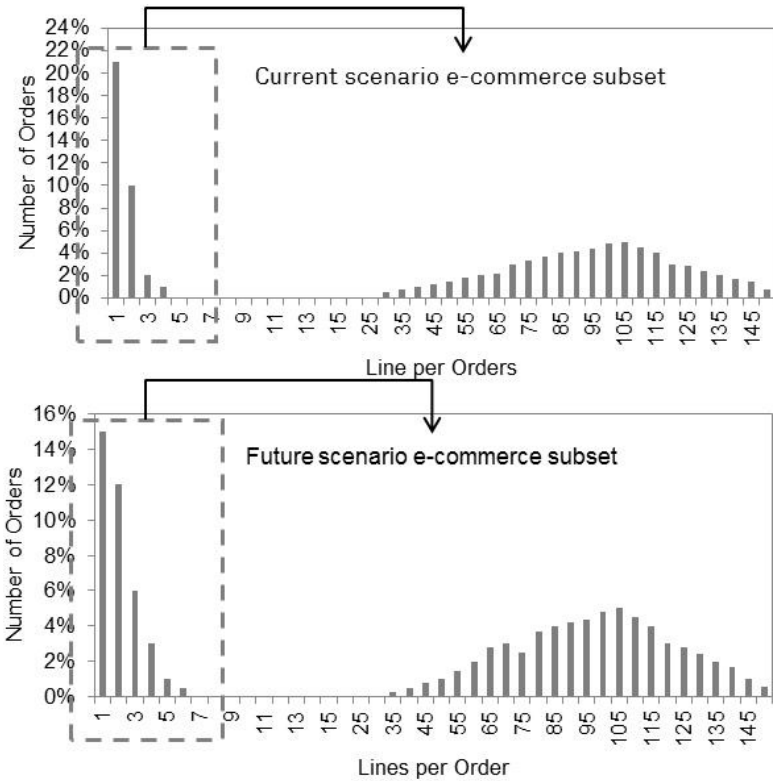 24%
22%
20%
18%
16%
14%
12%
10%
8%
6%
4%
2%
0%
Number of Orders
Current scenario e-commerce subset
1 3 5 7 9 11 13 15 25 35 45 55 65 75 85 95 105 115 125 135 145
Line per Orders
16%
14%
12%
10%
8%
6%
4%
2%
0%
Number of Orders
Future scenario e-commerce subset
1 3 5 7 9 11 13 15 25 35 45 55 65 75 85 95 105 115 125 135 145
Lines per Order